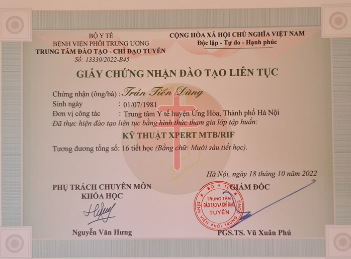 BỘ Y TẾ
BỆNH VIỆN PHỔI TRUNG ƯƠNG
TRUNG TÂM ĐÀO TẠO - CHỈ ĐẠO TUYẾN
Số: 13330/2022-B45
CỘNG HÒA XÃ HỘI CHỦ NGHĨA VIỆT NAM
Độc lập - Tự do - Hạnh phúc
GIẤY CHỨNG NHẬN ĐÀO TẠO LIÊN TỤC
Chứng nhận (ông/bà): Trần Tiến Dũng
Sinh ngày : 01/07/1981
Đơn vị công tác : Trung tâm Y tế huyện Ứng Hòa, Thành phố Hà Nội
Đã thực hiện đào tạo liên tục bằng hình thức tham gia lớp tập huấn:
KỸ THUẬT XPERT MTB/RIF
Tương đương tổng số: 16 tiết học (Bằng chữ: Mười sáu tiết học).
Hà Nội, ngày 18 tháng 10 năm 2022
PHỤ TRÁCH CHUYÊN MÔN
KHÓA HỌC
GIÁM ĐỐC
TRUNG TÂM
TUYẾN
Nguyễn Văn Hưng
PGS.TS. Vũ Xuân Phú